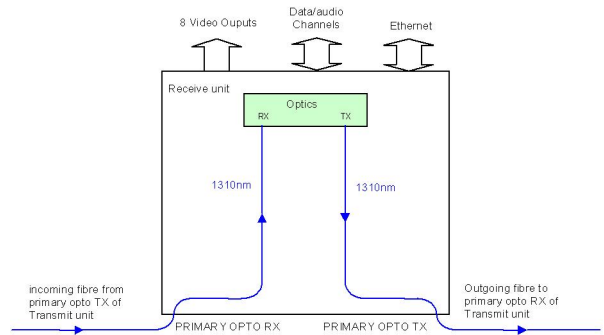 8 Video Ouputs
Data/audio
Channels
Ethernet
Receive unit
Optics
RX
TX
1310nm
1310nm
incoming fibre from
primary opto TX of
Transmit unit
Outgoing fibre to
primary opto RX of
Transmit unit
PRIMARY OPTO RX
PRIMARY OPTO TX